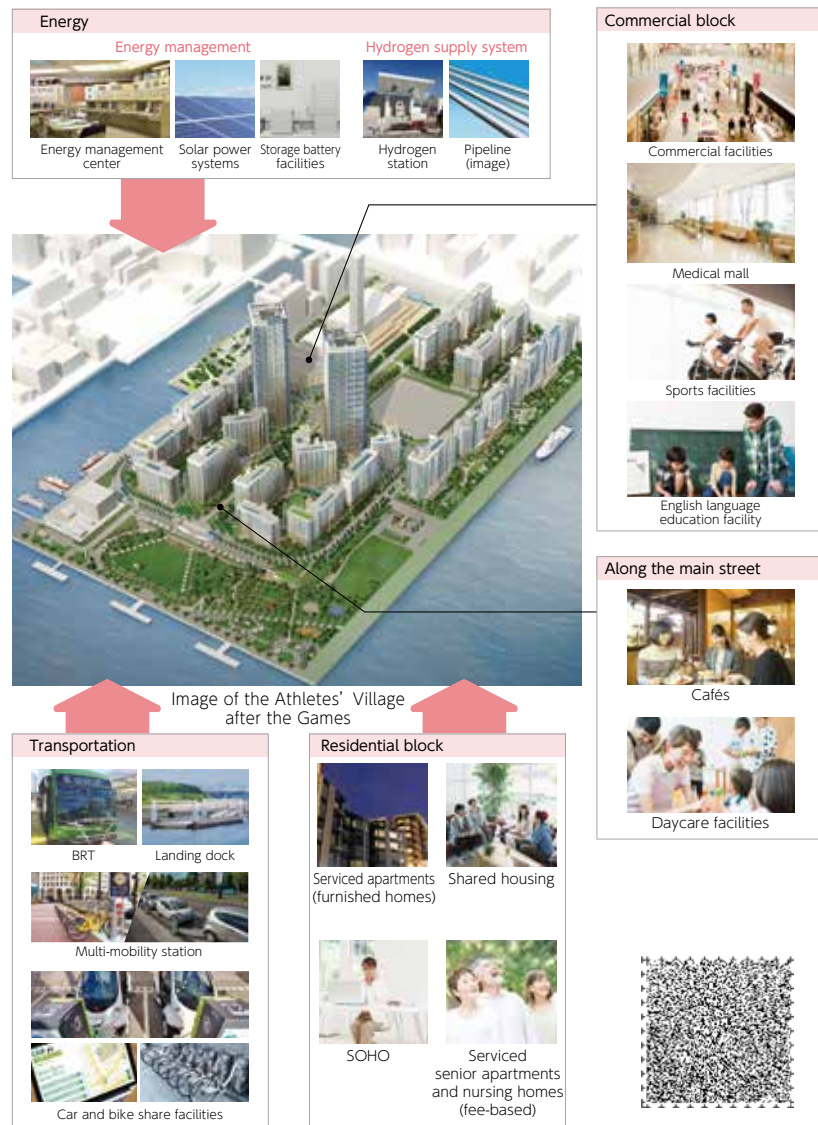 Energy
Energy management
Hydrogen supply system
Energy management
center
Solar power
systems
Storage battery
facilities
Hydrogen
station
Pipeline
(image)
Commercial block
Commercial facilities
Medical mall
Sports facilities
English language
education facility
Along the main street
Cafés
Daycare facilities
Image of the Athletes’ Village
after the Games
Transportation
BRT
Landing dock
Multi-mobility station
Car and bike share facilities
Residential block
Serviced apartments
(furnished homes)
Shared housing
SOHO
Serviced
senior apartments
and nursing homes
(fee-based)